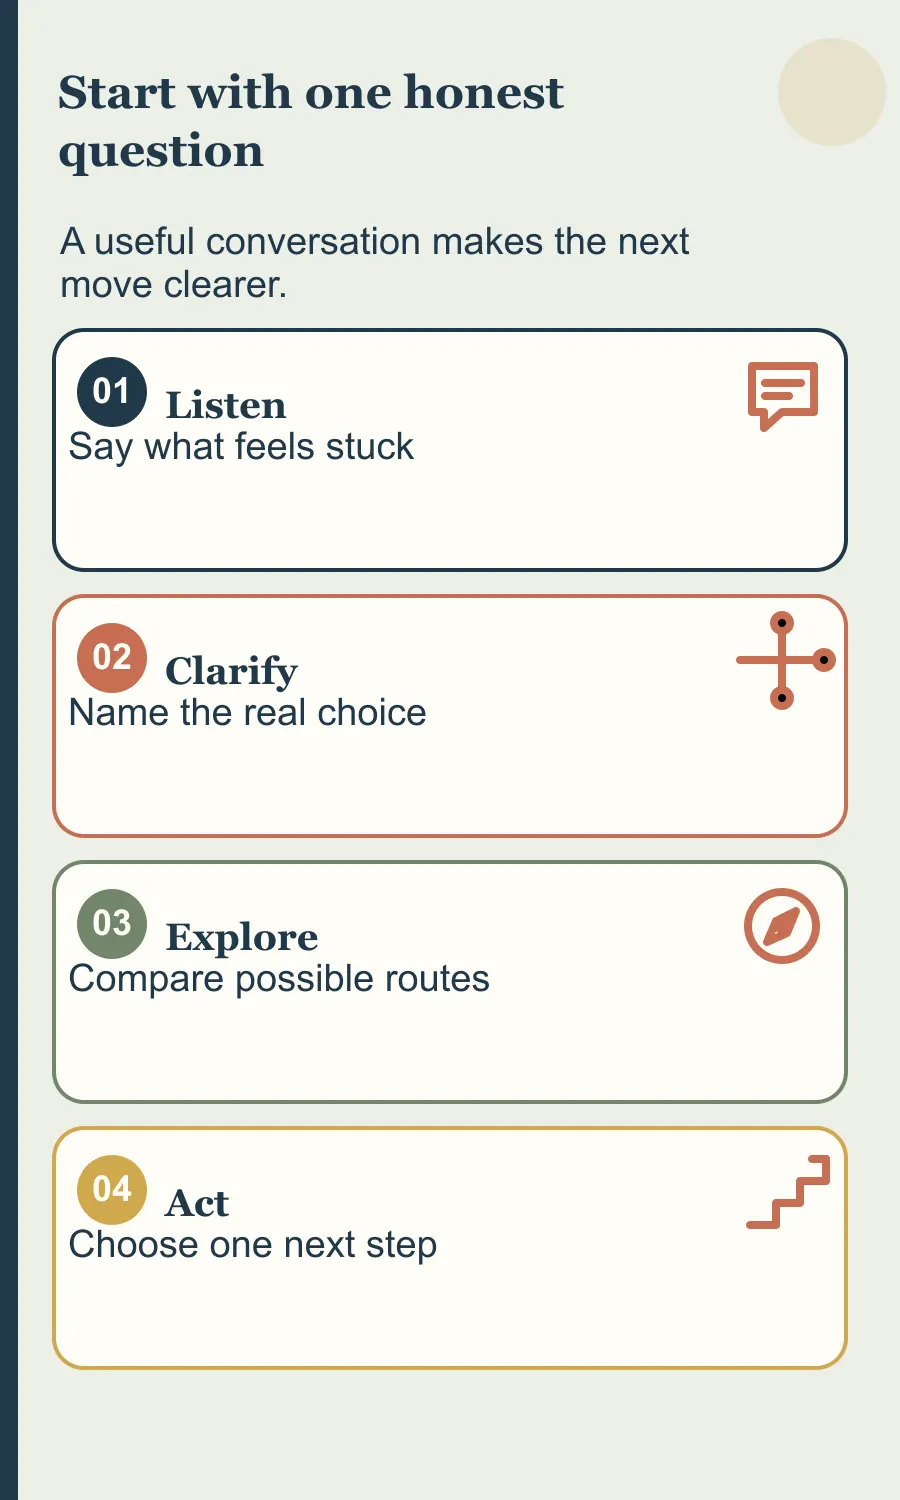 Start with one honest
question
A useful conversation makes the next
move clearer.
01
Listen
Say what feels stuck
02
Clarify
Name the real choice
03
Explore
Compare possible routes
04
Act
Choose one next step